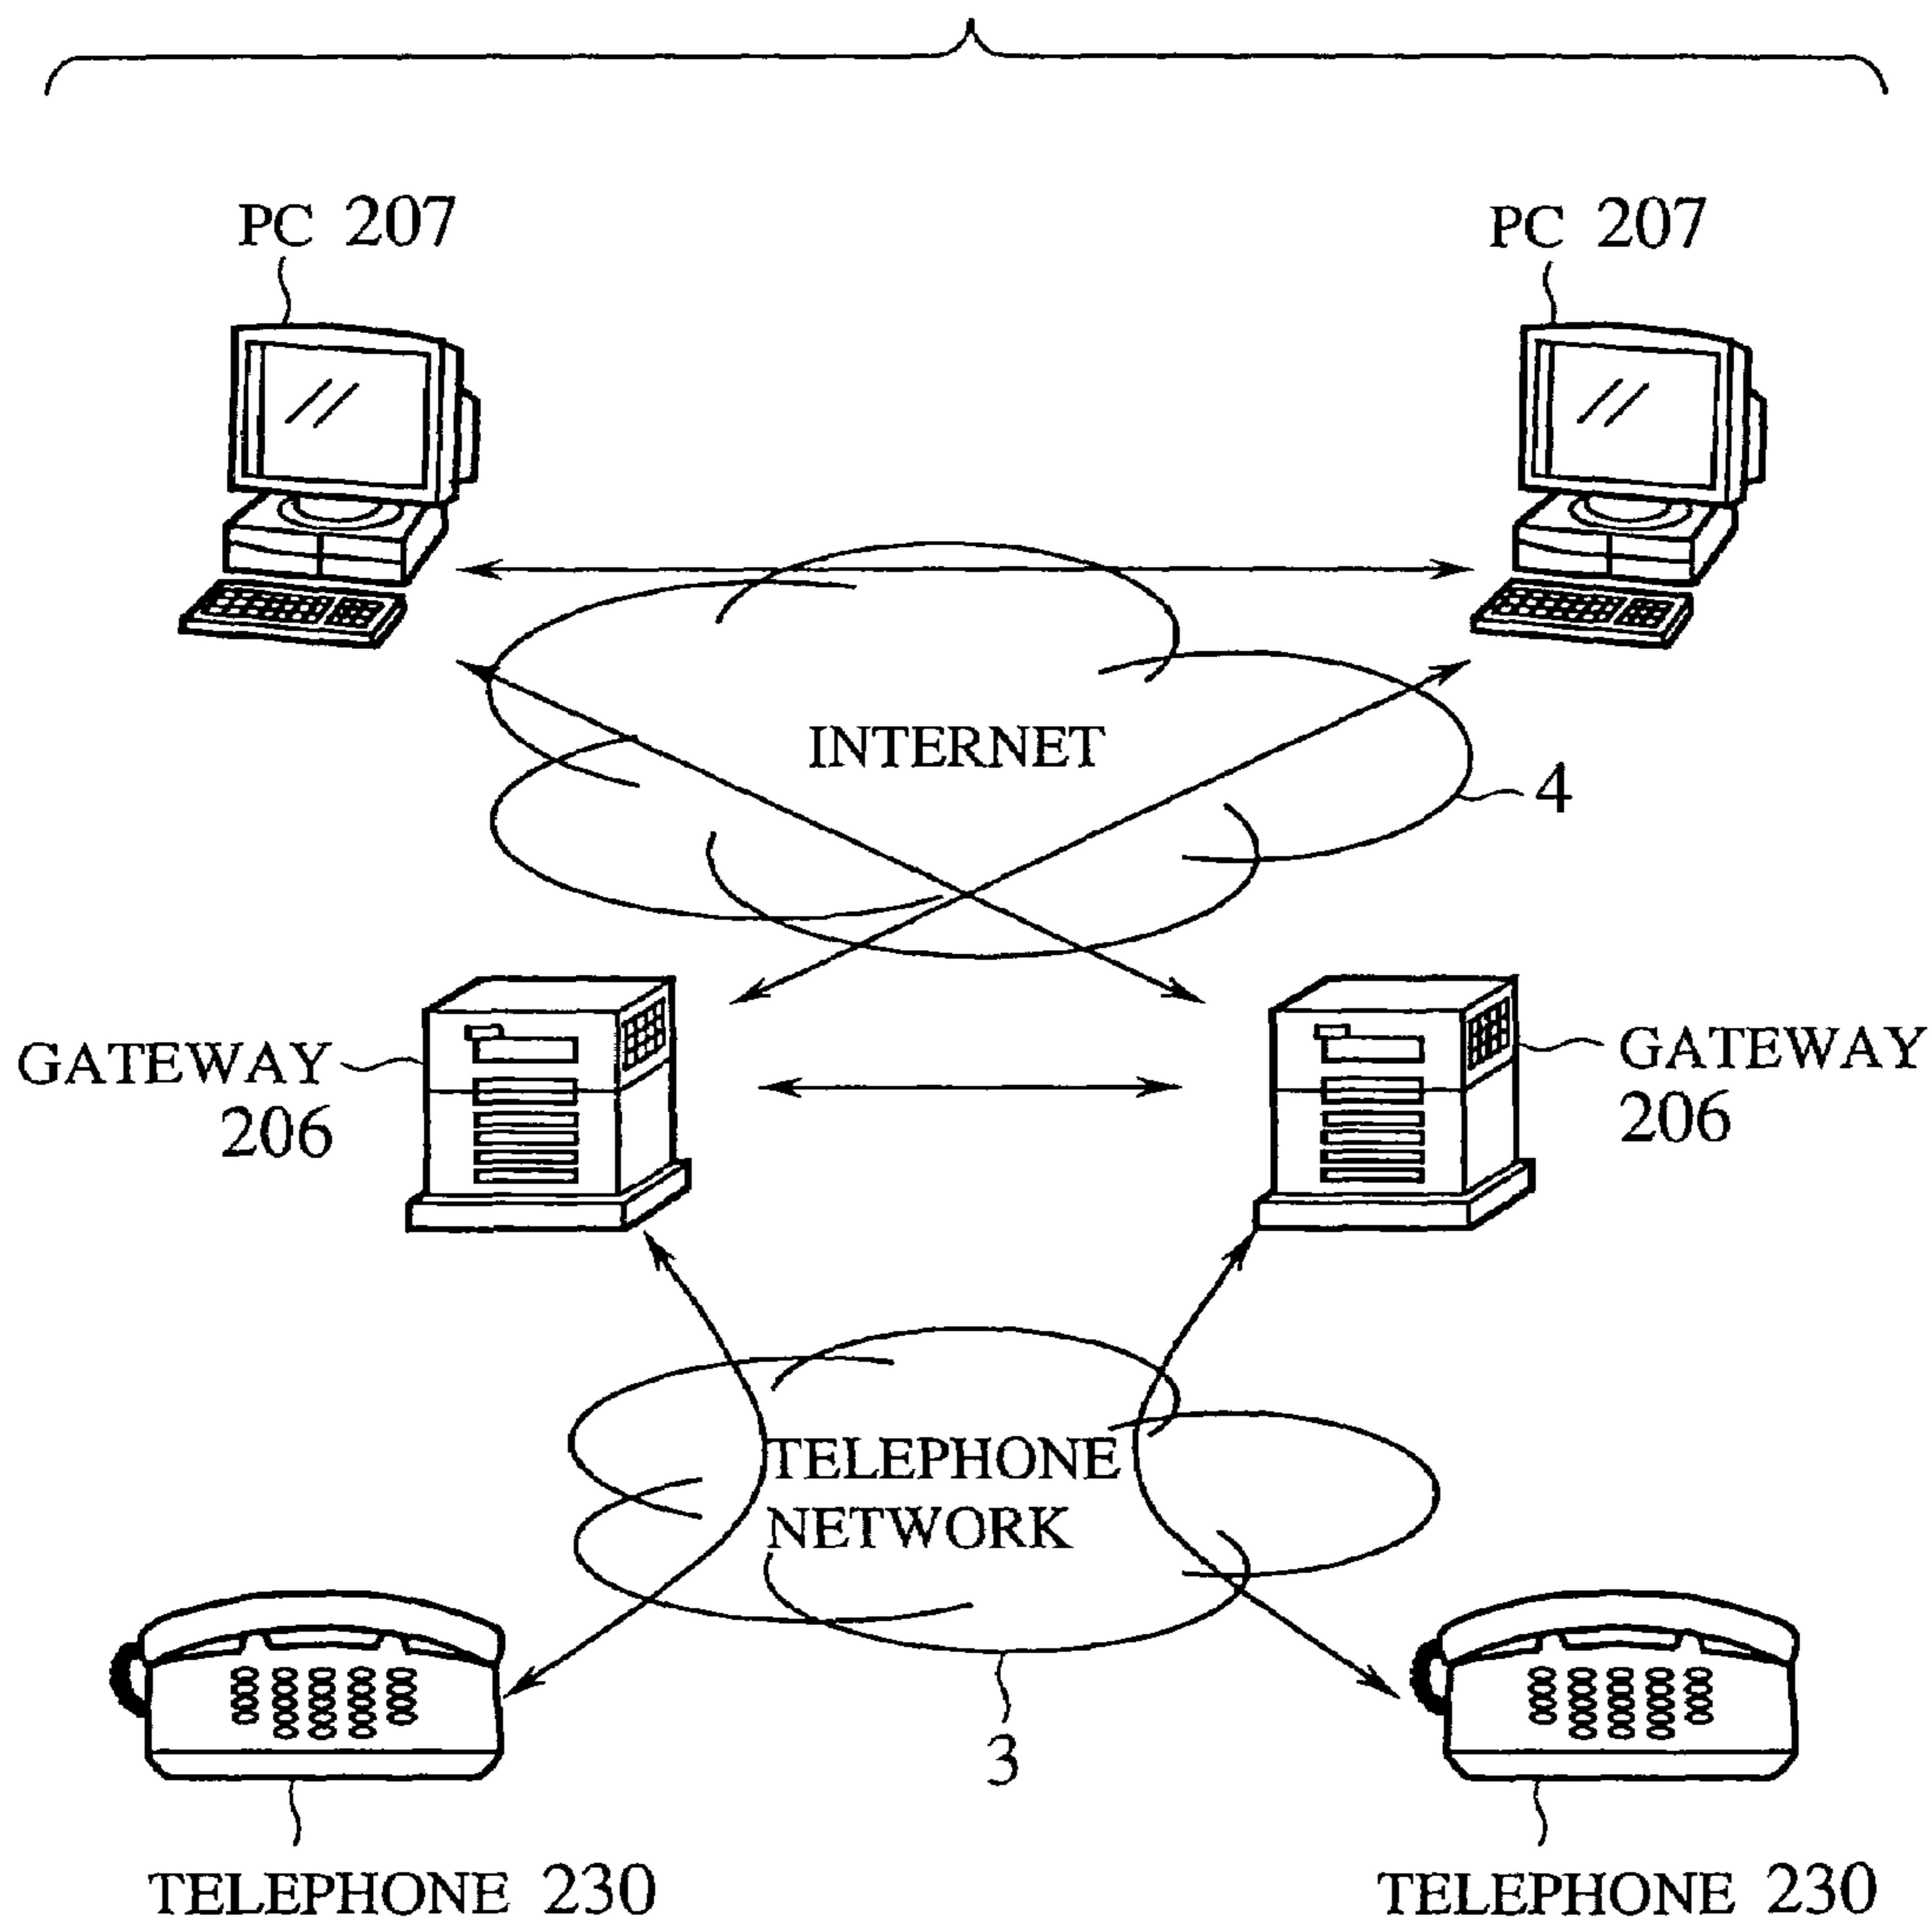 PC 207
PC 207
INTERNET
4
GATEWAY
206
GATEWAY
206
TELEPHONE
NETWORK
3
TELEPHONE 230
TELEPHONE 230